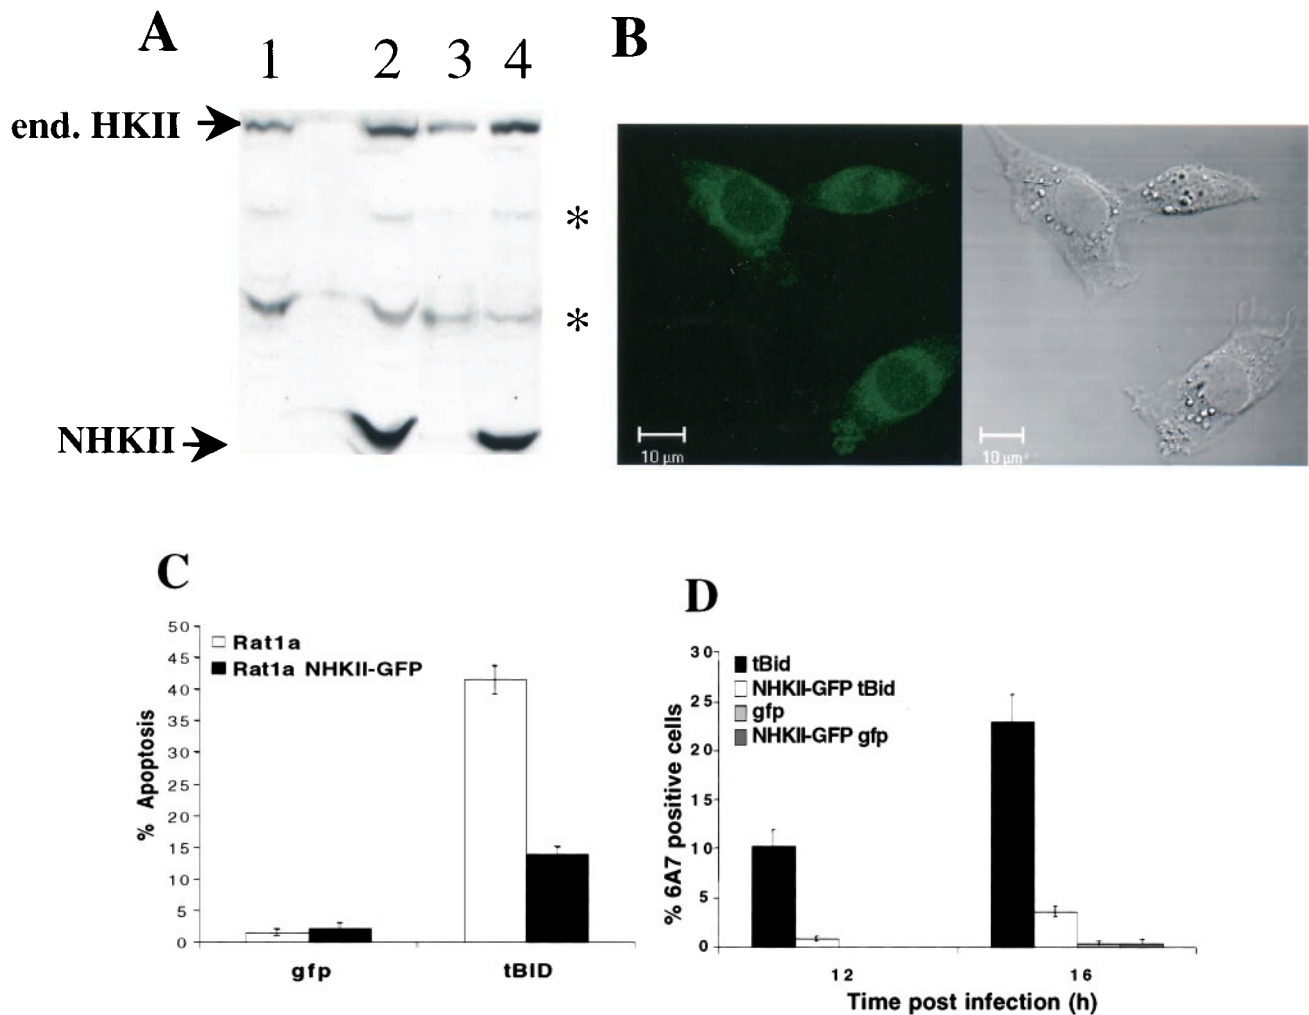 A
1 2 3 4
end. HKII
*
*
NHKII
B
10 µm
10 µm
C
50
45
40
35
30
25
20
15
10
5
0
% Apoptosis
Rat1a
Rat1a NHKII-GFP
gfp tBID
D
30
25
20
15
10
5
0
% 6A7 positive cells
tBid
NHKII-GFP tBid
gfp
NHKII-GFP gfp
12 16
Time post infection (h)